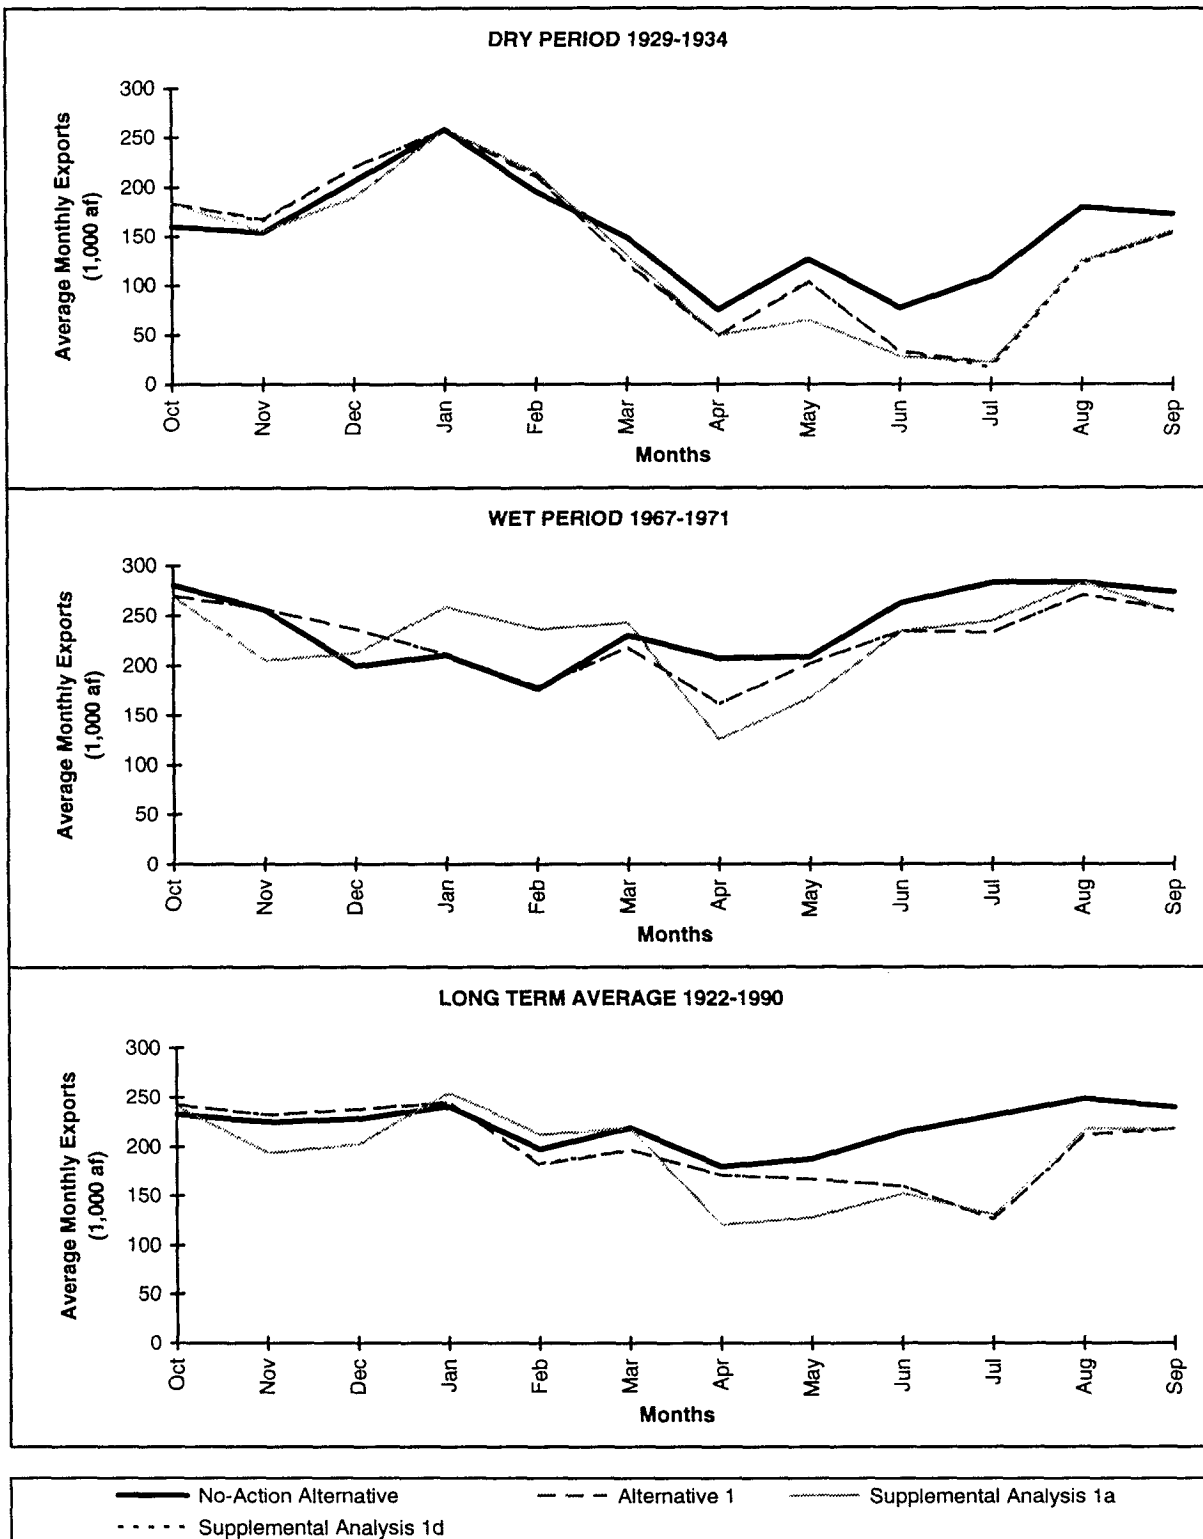 DRY PERIOD 1929-1934
Average Monthly Exports
(1,000 af)
300
250
200
150
100
50
0
Oct
Nov
Dec
Jan
Feb
Mar
Apr
May
Jun
Jul
Aug
Sep
Months
WET PERIOD 1967-1971
Average Monthly Exports
(1,000 af)
300
250
200
150
100
50
0
Oct
Nov
Dec
Jan
Feb
Mar
Apr
May
Jun
Jul
Aug
Sep
Months
LONG TERM AVERAGE 1922-1990
Average Monthly Exports
(1,000 af)
300
250
200
150
100
50
0
Oct
Nov
Dec
Jan
Feb
Mar
Apr
May
Jun
Jul
Aug
Sep
Months
No-Action Alternative Alternative 1 Supplemental Analysis 1a
Supplemental Analysis 1d